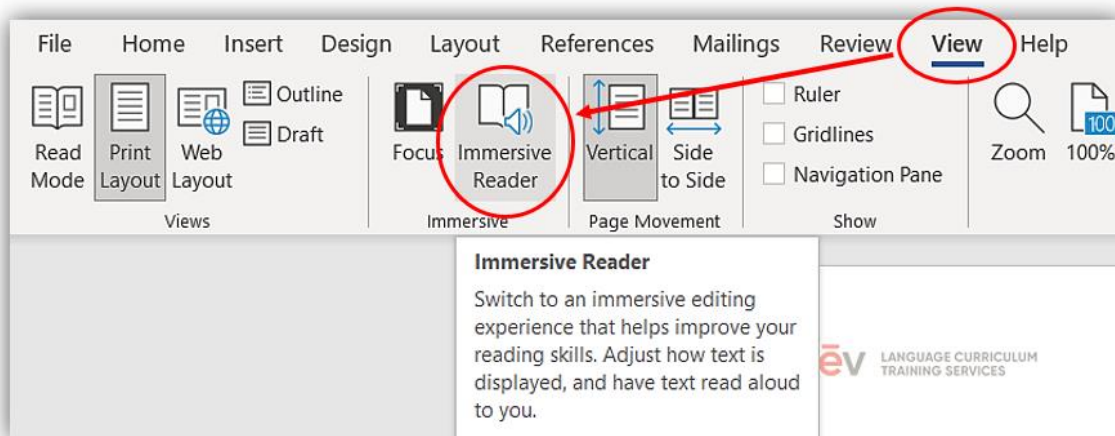 File Home Insert Design Layout References Mailings Review View Help
Read Mode
Print Layout
Web Layout
Outline
Draft
Views
Focus
Immersive Reader
Immersive
Vertical
Side to Side
Page Movement
Ruler
Gridlines
Navigation Pane
Show
Zoom
100
100%
Immersive Reader
Switch to an immersive editing
experience that helps improve your
reading skills. Adjust how text is
displayed, and have text read aloud
to you.
ēv
LANGUAGE CURRICULUM
TRAINING SERVICES